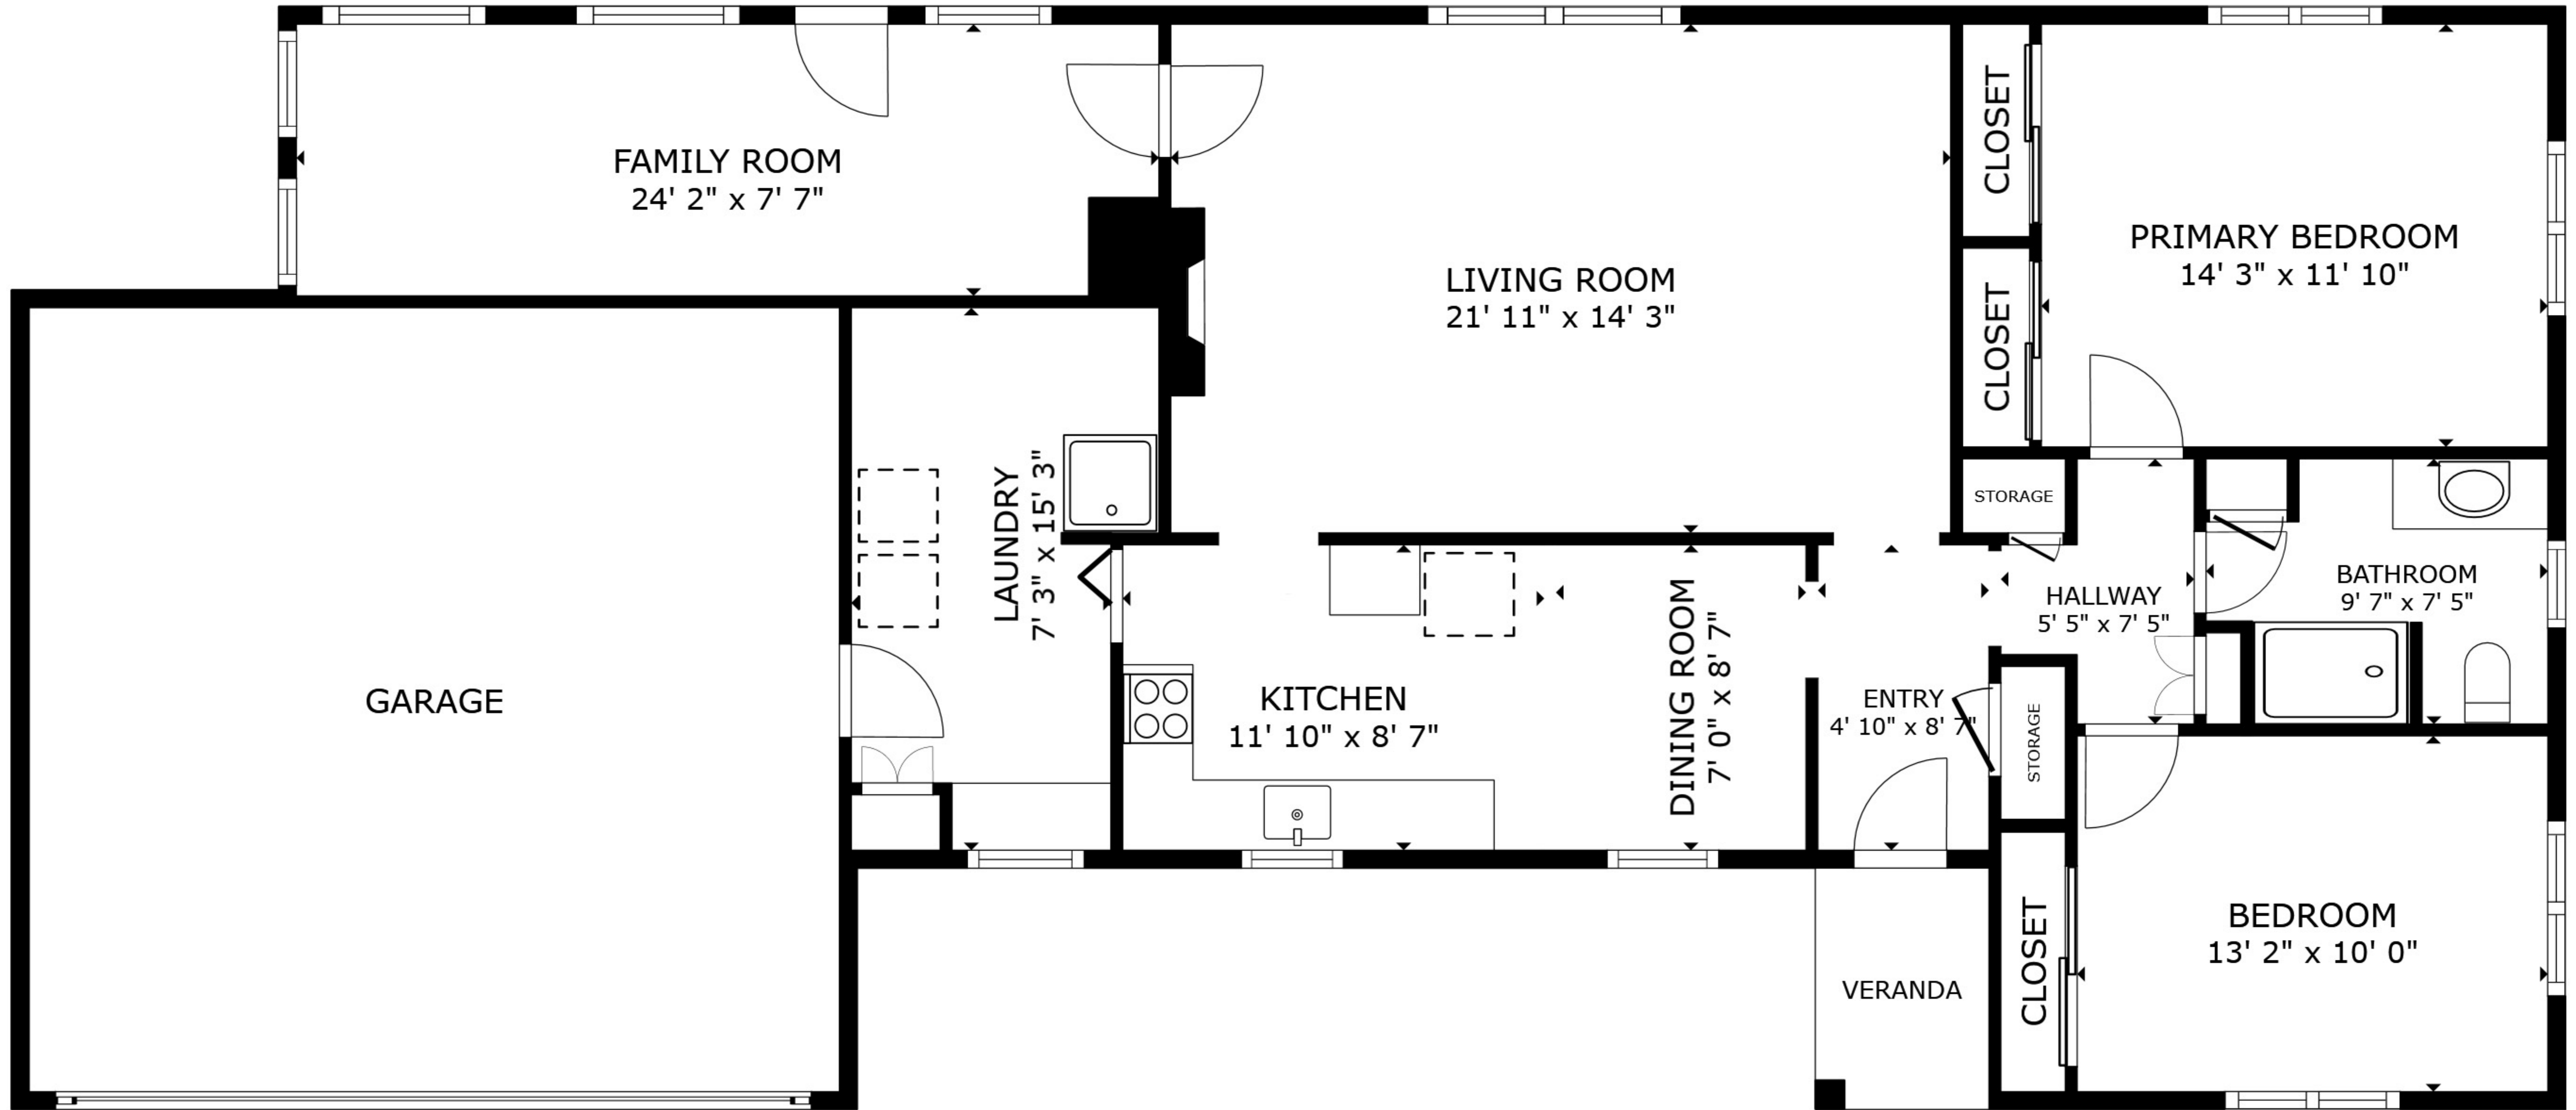 FAMILY ROOM
24' 2" x 7' 7"
LIVING ROOM
21' 11" x 14' 3"
CLOSET
CLOSET
PRIMARY BEDROOM
14' 3" x 11' 10"
GARAGE
LAUNDRY
7' 3" x 15' 3"
KITCHEN
11' 10" x 8' 7"
DINING ROOM
7' 0" x 8' 7"
ENTRY
4' 10" x 8' 7"
STORAGE
HALLWAY
5' 5" x 7' 5"
BATHROOM
9' 7" x 7' 5"
STORAGE
CLOSET
BEDROOM
13' 2" x 10' 0"
VERANDA